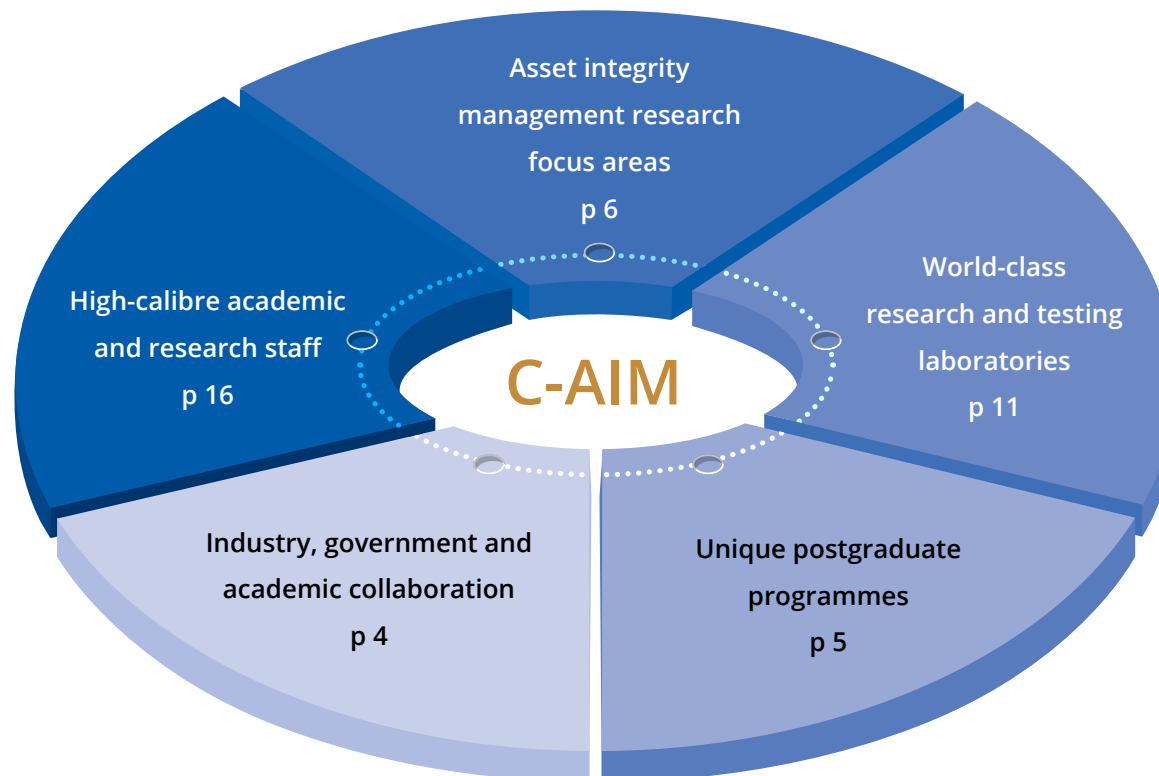 Asset integrity
management research
focus areas
p 6
World-class
research and testing
laboratories
p 11
High-calibre academic
and research staff
p 16
C-AIM
Industry, government and
academic collaboration
p 4
Unique postgraduate
programmes
p 5